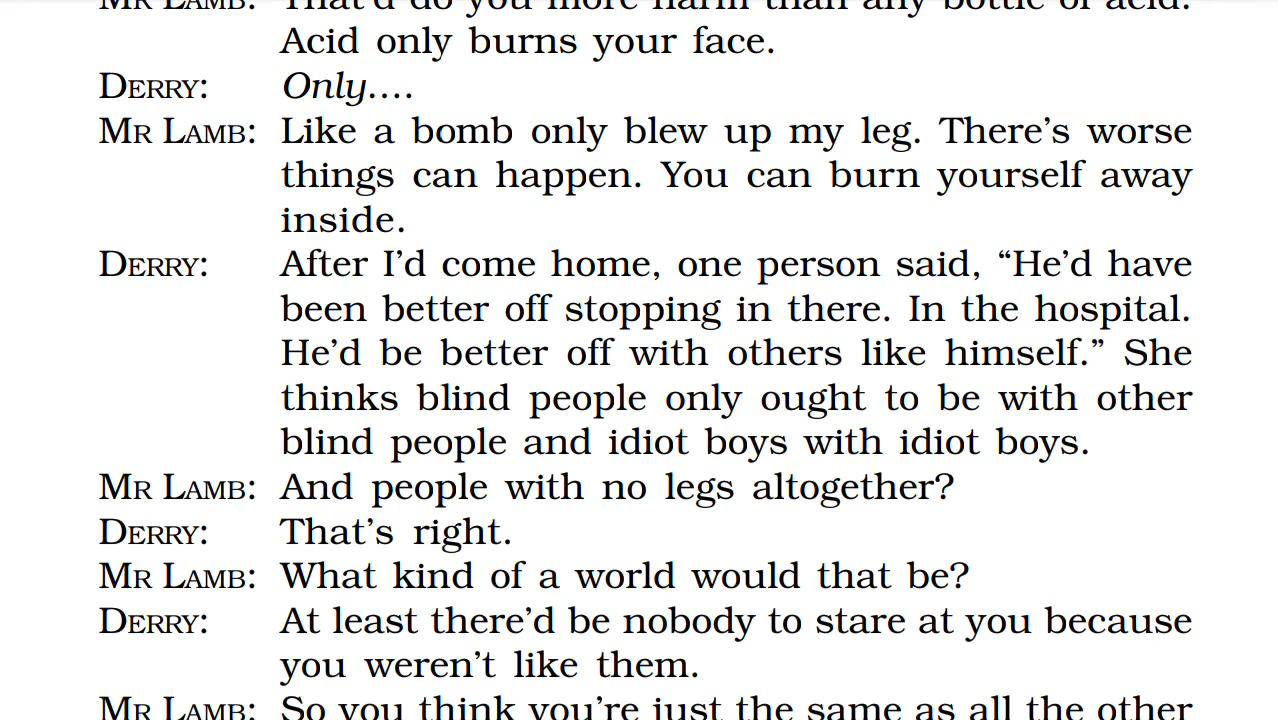 MR LAMB: That'd do you more harm than any bottle of acid.
Acid only burns your face.
DERRY: Only....
MR LAMB: Like a bomb only blew up my leg. There's worse
things can happen. You can burn yourself away
inside.
DERRY: After I'd come home, one person said, “He'd have
been better off stopping in there. In the hospital.
He'd be better off with others like himself.” She
thinks blind people only ought to be with other
blind people and idiot boys with idiot boys.
MR LAMB: And people with no legs altogether?
DERRY: That's right.
MR LAMB: What kind of a world would that be?
DERRY: At least there'd be nobody to stare at you because
you weren't like them.
MR LAMB: So you think you're just the same as all the other